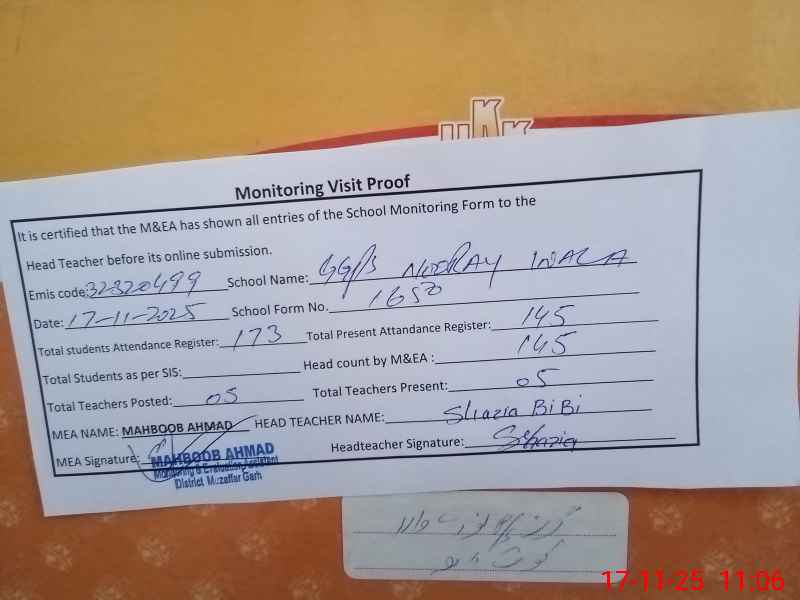 Monitoring Visit Proof
It is certified that the M&EA has shown all entries of the School Monitoring Form to the
Head Teacher before its online submission.
Emis code: 32320499 School Name: GGPS NOORAY WALA
Date: 17-11-2025 School Form No. 1650
Total students Attendance Register: 173 Total Present Attandance Register: 145
Total Students as per SIS: Head count by M&EA : 145
Total Teachers Posted: 05 Total Teachers Present: 05
MEA NAME: MAHBOOB AHMAD HEAD TEACHER NAME: Shazia BiBi
MEA Signature: Headteacher Signature: Shazia
MAHBOOB AHMAD
Monitoring & Evaluation Assistant
District Muzaffar Garh
17-11-25 11:06